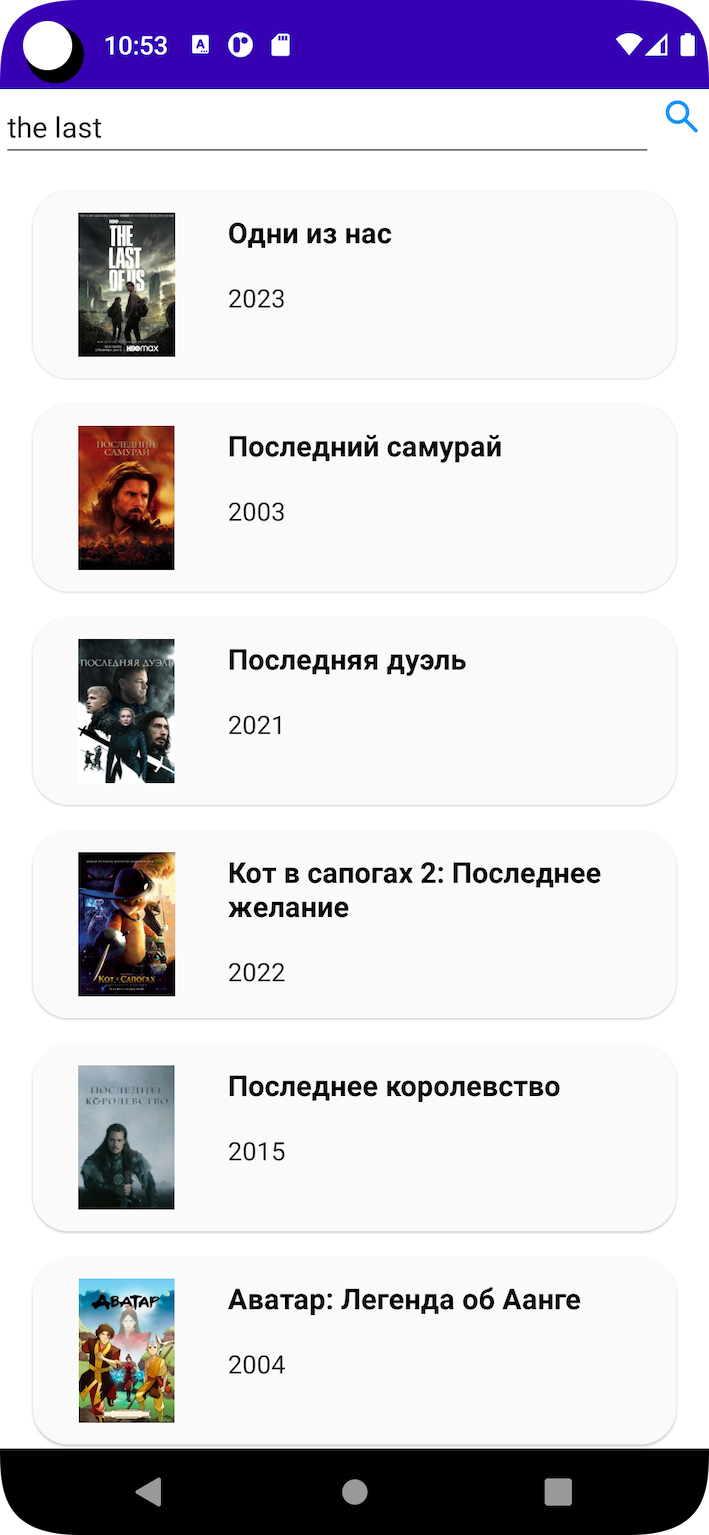 10:53
the last
HBO
THE
LAST
OF US
HBOmax
Одни из нас
2023
ПОСЛЕДНИЙ
САМУРАЙ
Последний самурай
2003
ПОСЛЕДНЯЯ ДУЭЛЬ
Последняя дуэль
2021
Кот в сапогах
Кот в сапогах 2: Последнее
желание
2022
ПОСЛЕДНЕЕ
КОРОЛЕВСТВО
Последнее королевство
2015
АВАТАР
Аватар: Легенда об Аанге
2004